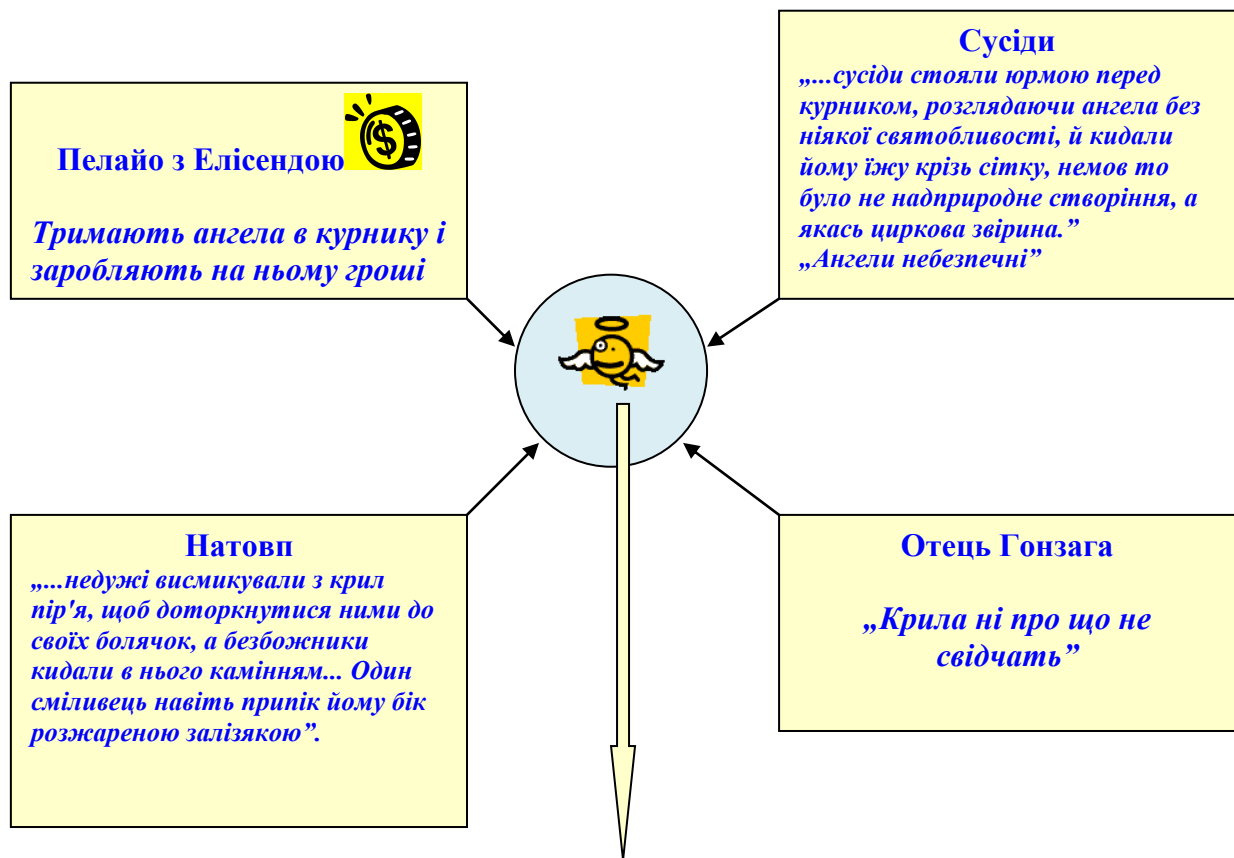 Пелайо з Елісендою
$
Тримають ангела в курнику і
заробляють на ньому гроші
Сусіди
„...сусіди стояли юрмою перед
курником, розглядаючи ангела без
ніякої святобливості, й кидали
йому їжу крізь сітку, немов то
було не надприродне створіння, а
якась циркова звірина.”
„Ангели небезпечні”
Натовп
„...недужі висмикували з крил
пір'я, щоб доторкнутися ними до
своїх болячок, а безбожники
кидали в нього камінням... Один
сміливець навіть припік йому бік
розжареною залізякою”.
Отець Гонзага
„Крила ні про що не
свідчать”